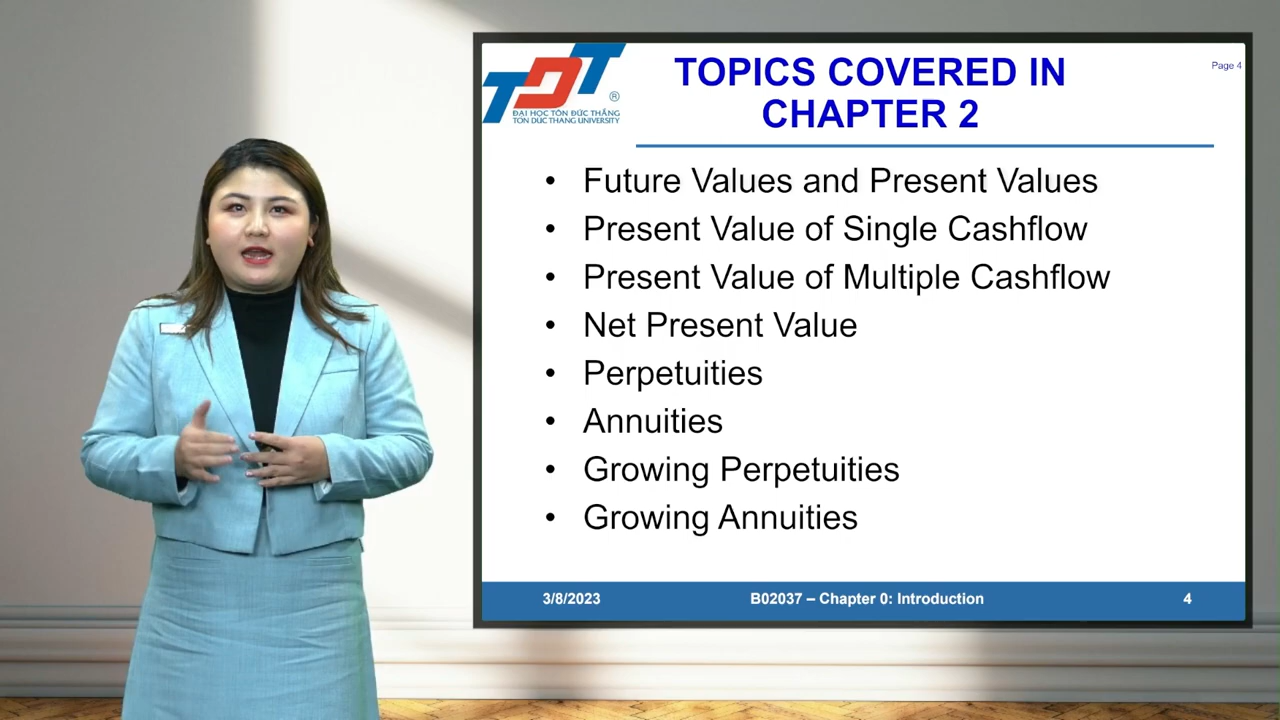 TDT
®
ĐẠI HỌC TÔN ĐỨC THẮNG
TON DUC THANG UNIVERSITY
TOPICS COVERED IN
CHAPTER 2
Page 4
• Future Values and Present Values
• Present Value of Single Cashflow
• Present Value of Multiple Cashflow
• Net Present Value
• Perpetuities
• Annuities
• Growing Perpetuities
• Growing Annuities
3/8/2023 B02037 – Chapter 0: Introduction 4